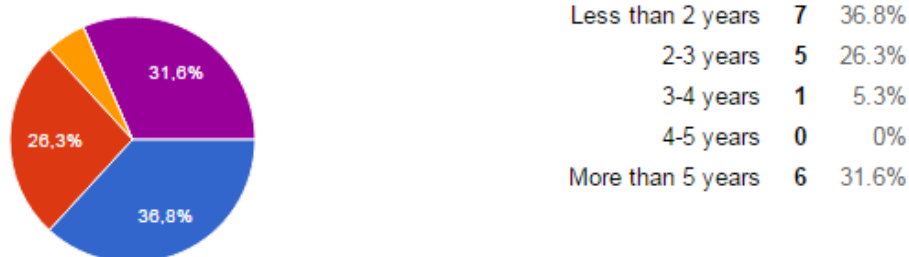 31,6%
26,3%
36,8%
Less than 2 years 7 36.8%
2-3 years 5 26.3%
3-4 years 1 5.3%
4-5 years 0 0%
More than 5 years 6 31.6%